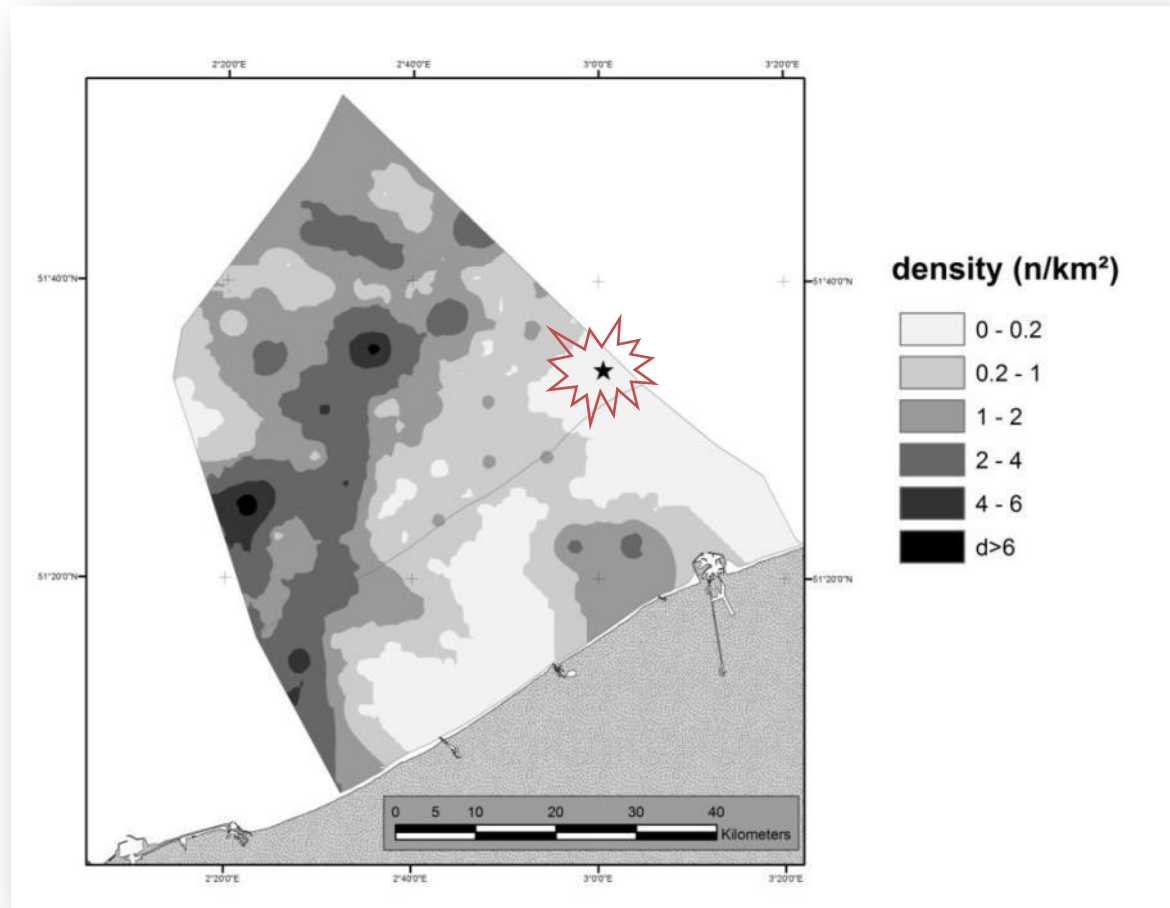 2°20'0"E 2°40'0"E 3°0'0"E 3°20'0"E
51°40'0"N 51°40'0"N
density (n/km²)
0 - 0.2
0.2 - 1
1 - 2
2 - 4
4 - 6
d>6
51°20'0"N 51°20'0"N
0 5 10 20 30 40
Kilometers
2°20'0"E 2°40'0"E 3°0'0"E 3°20'0"E